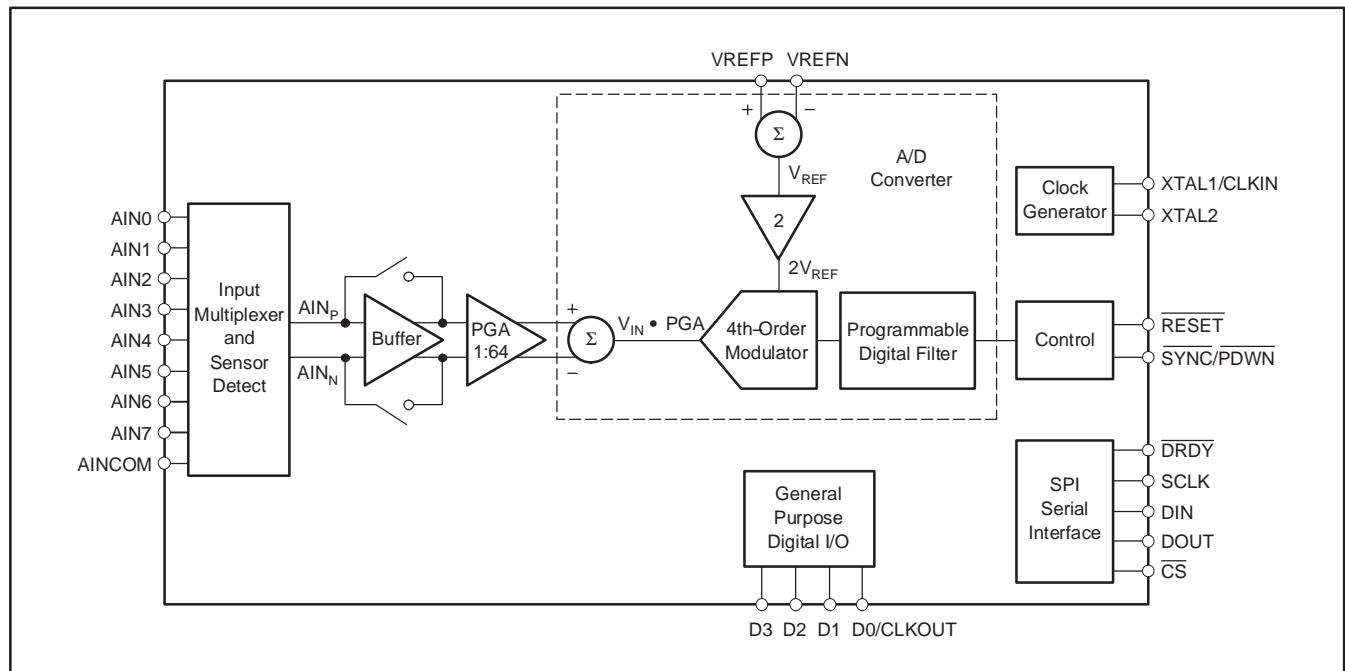 VREFP VREFN
+ −
Σ
V_REF
A/D
Converter
2
2V_REF
Clock
Generator
XTAL1/CLKIN
XTAL2
AIN0
AIN1
AIN2
AIN3
AIN4
AIN5
AIN6
AIN7
AINCOM
Input
Multiplexer
and
Sensor
Detect
AIN_P
AIN_N
Buffer
PGA
1:64
+
−
Σ
V_IN • PGA
4th-Order
Modulator
Programmable
Digital Filter
Control
RESET
SYNC/PDWN
General
Purpose
Digital I/O
D3 D2 D1 D0/CLKOUT
SPI
Serial
Interface
DRDY
SCLK
DIN
DOUT
CS